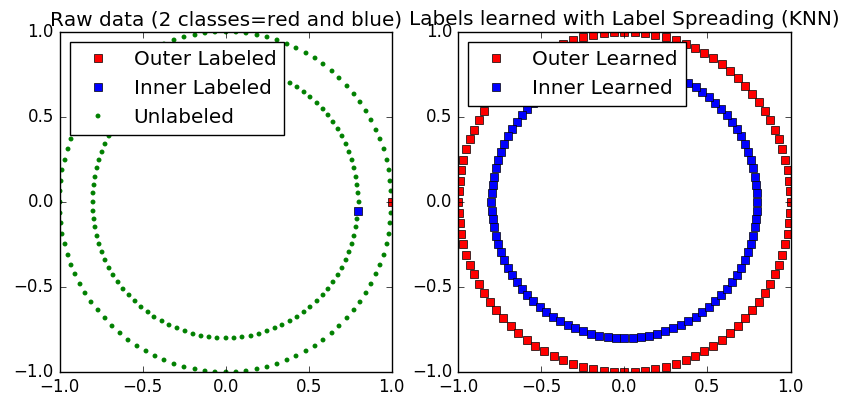 Raw data (2 classes=red and blue)
Outer Labeled
Inner Labeled
Unlabeled
1.0
0.5
0.0
−0.5
−1.0
−1.0 −0.5 0.0 0.5 1.0
Labels learned with Label Spreading (KNN)
Outer Learned
Inner Learned
1.0
0.5
0.0
−0.5
−1.0
−1.0 −0.5 0.0 0.5 1.0